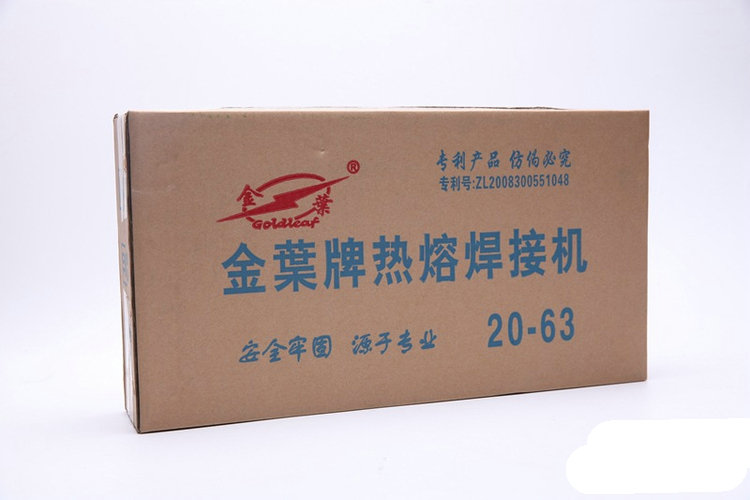 专利产品 仿伪必究
专利号:ZL2008300551048
金葉®
Goldleaf
金葉牌热熔焊接机
安全牢固 源于专业
20-63